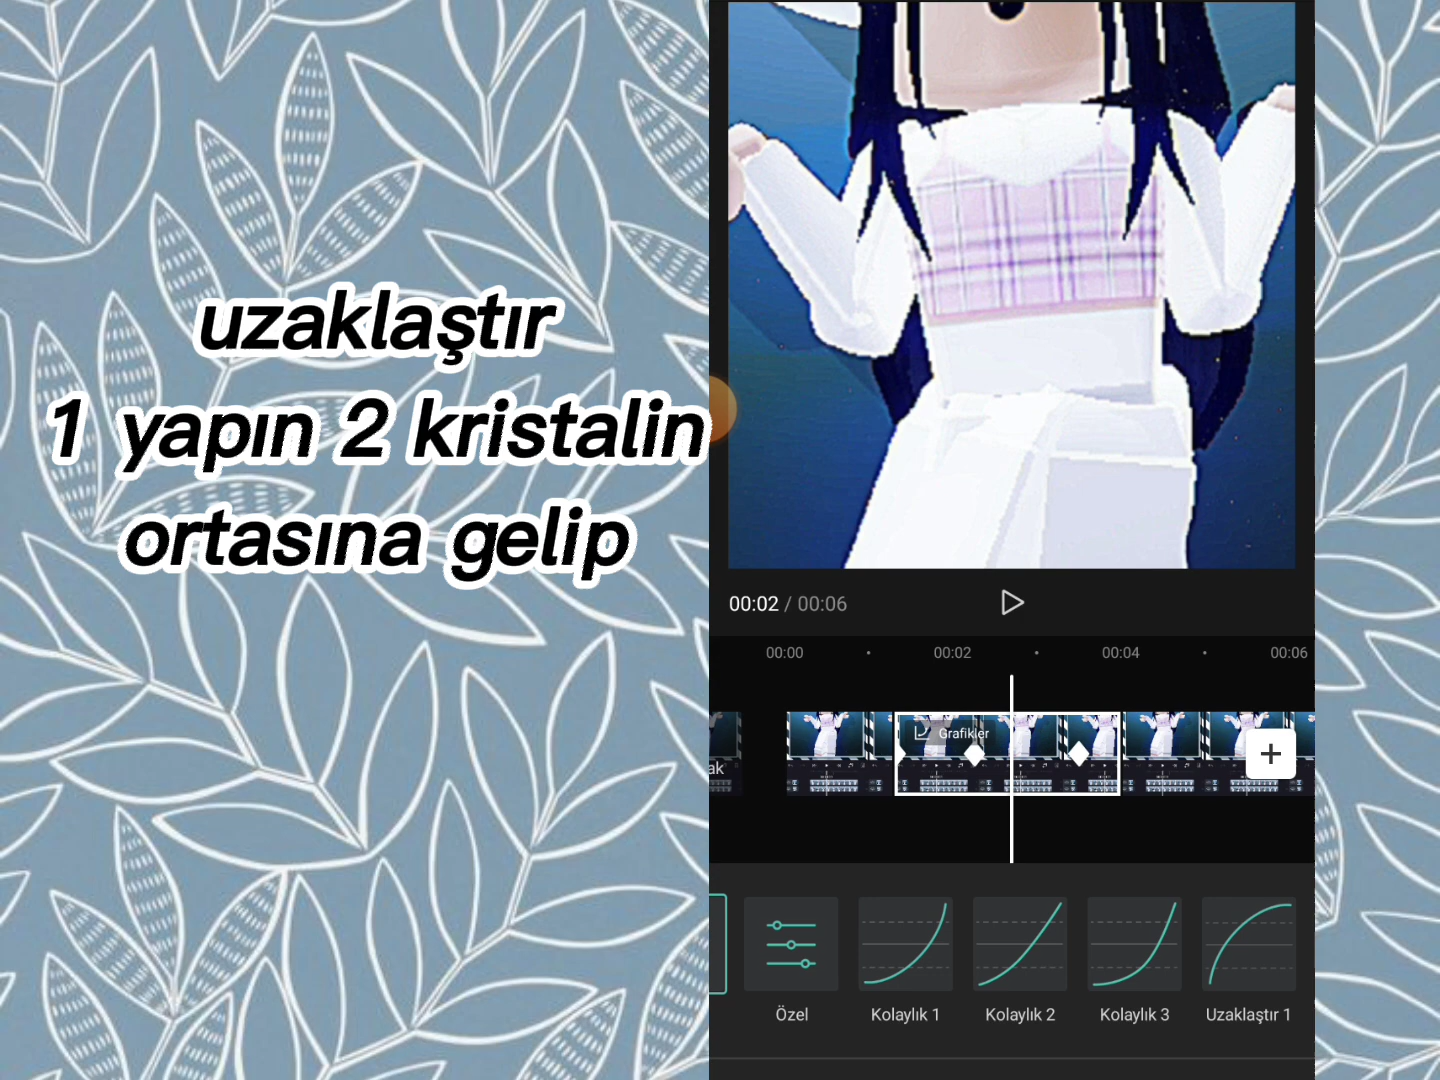 uzaklaştır
1 yapın 2 kristalin
ortasına gelip
00:02 / 00:06
00:00 00:02 00:04 00:06
Grafikler
ak
Özel Kolaylık 1 Kolaylık 2 Kolaylık 3 Uzaklaştır 1